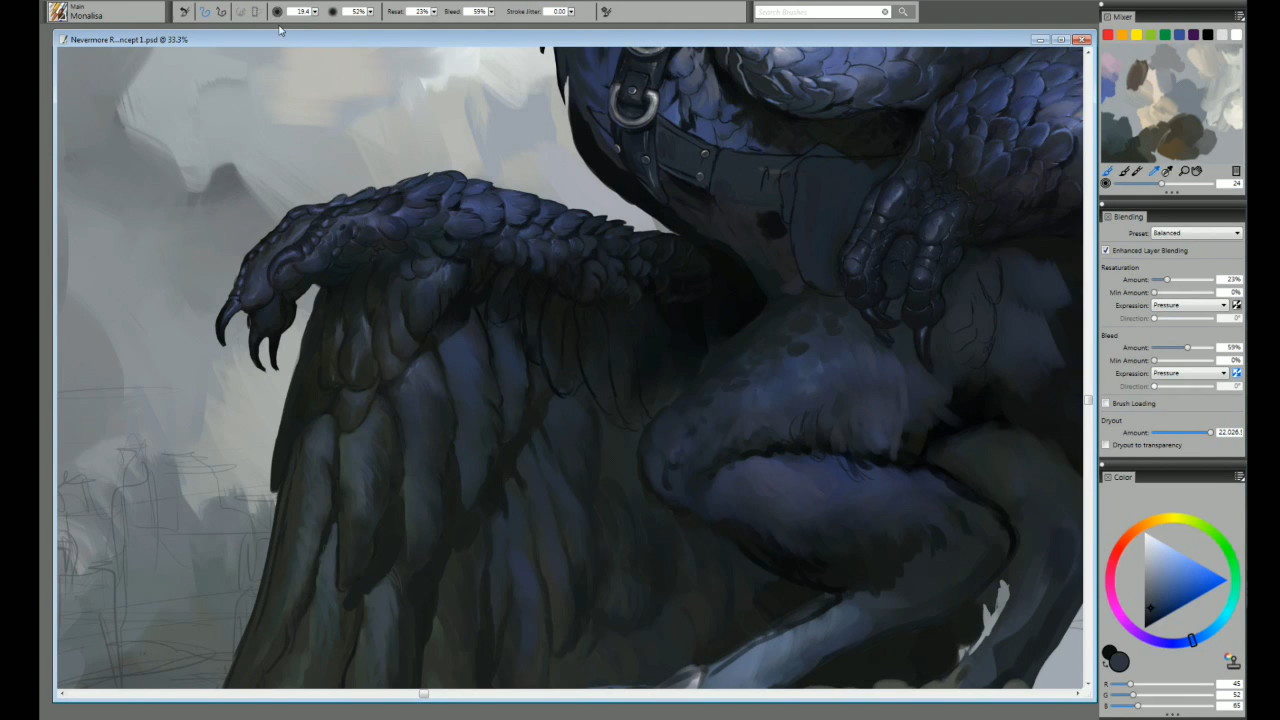 Main
Monalisa
19.4
52%
Resat: 23%
Bleed: 59%
Stroke Jitter: 0.00
Search Brushes
Nevermore R...ncept 1.psd @ 33.3%
Mixer
24
Blending
Preset: Balanced
Enhanced Layer Blending
Resaturation
Amount: 23%
Min Amount: 0%
Expression: Pressure
Direction: 0°
Bleed
Amount: 59%
Min Amount: 0%
Expression: Pressure
Direction: 0°
Brush Loading
Dryout
Amount: 22,026.!
Dryout to transparency
Color
R 45
G 52
B 65